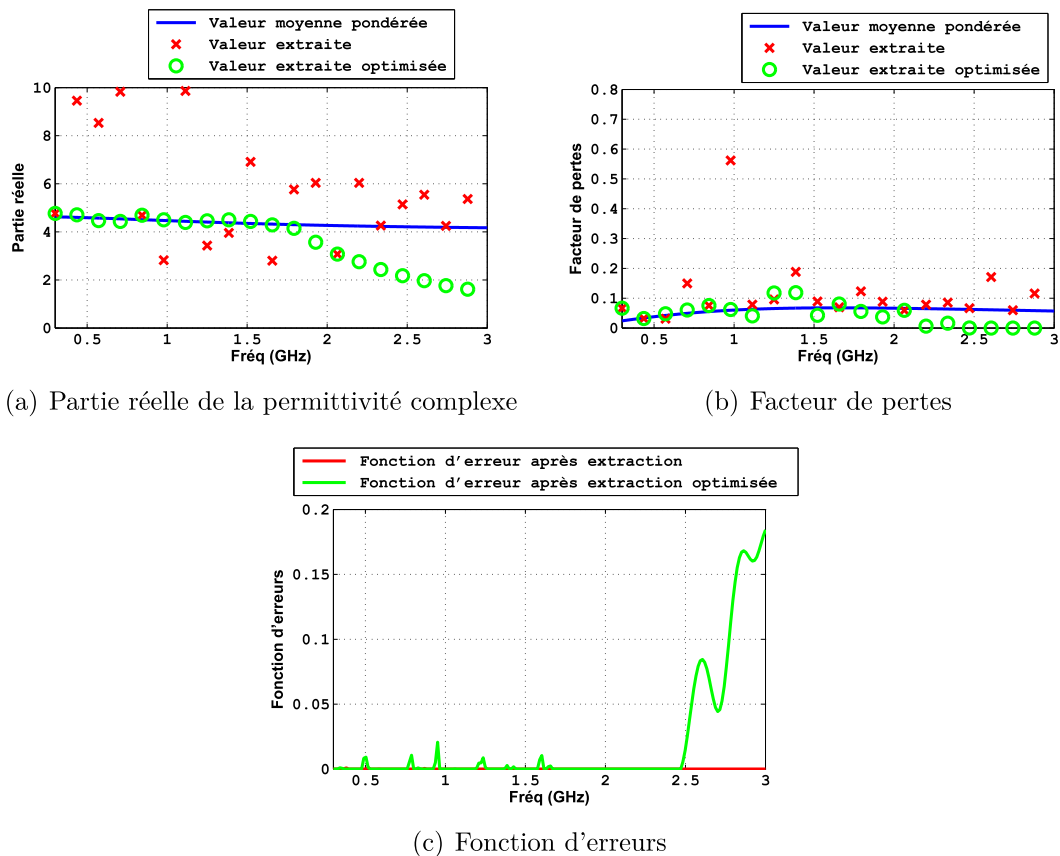 Valeur moyenne pondérée
Valeur extraite
Valeur extraite optimisée
10
8
6
4
2
0
Partie réelle
0.5
1
1.5
2
2.5
3
Fréq (GHz)
(a) Partie réelle de la permittivité complexe
Valeur moyenne pondérée
Valeur extraite
Valeur extraite optimisée
0.8
0.7
0.6
0.5
0.4
0.3
0.2
0.1
0
Facteur de pertes
0.5
1
1.5
2
2.5
3
Fréq (GHz)
(b) Facteur de pertes
Fonction d'erreur après extraction
Fonction d'erreur après extraction optimisée
0.2
0.15
0.1
0.05
0
Fonction d'erreurs
0.5
1
1.5
2
2.5
3
Fréq (GHz)
(c) Fonction d'erreurs